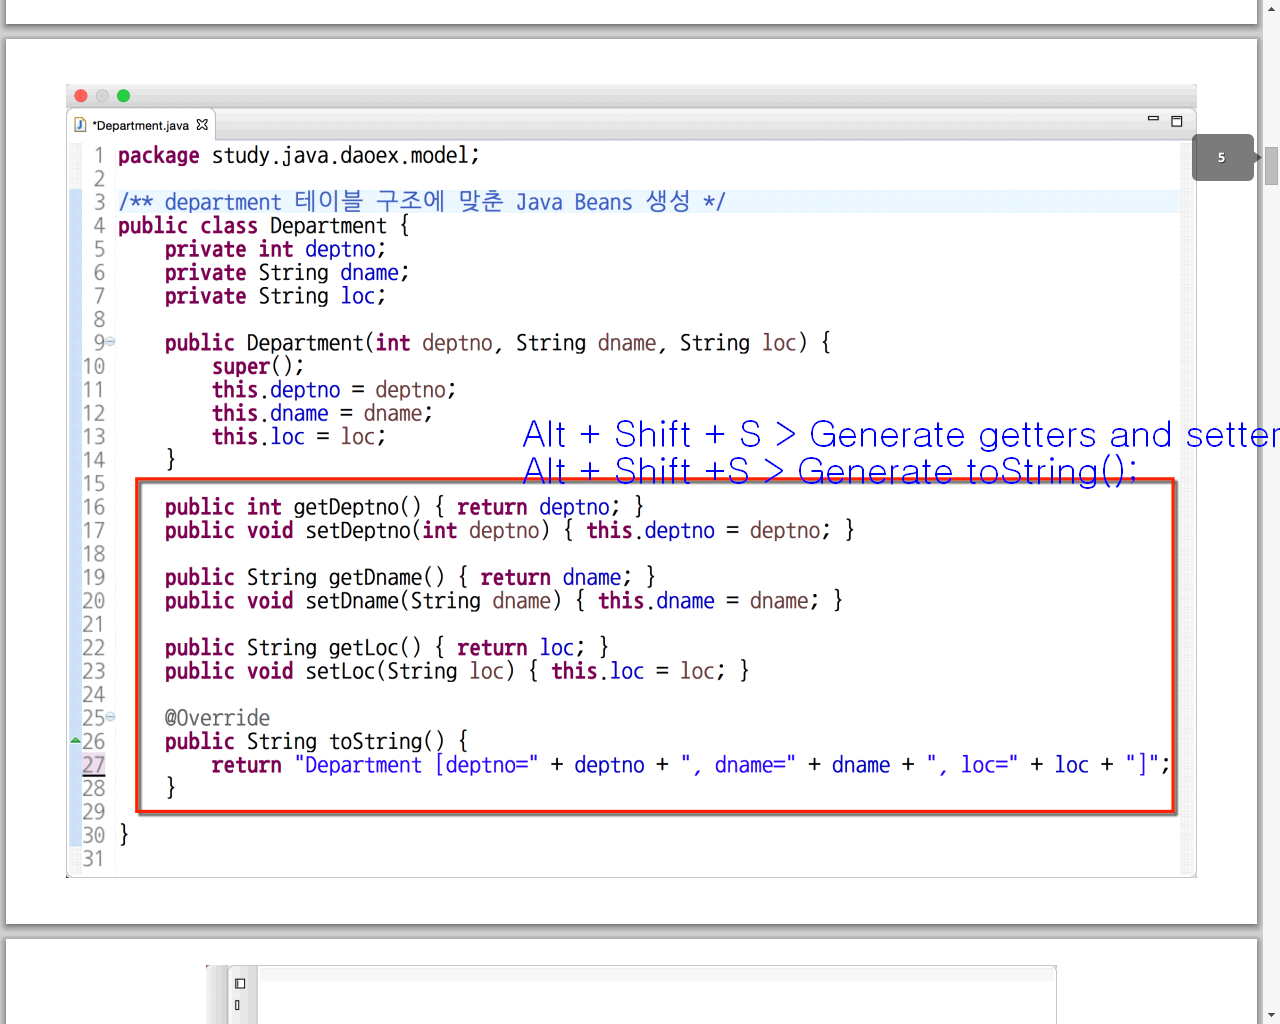 *Department.java
5
1 package study.java.daoex.model;
2
3 /** department 테이블 구조에 맞춘 Java Beans 생성 */
4 public class Department {
5 private int deptno;
6 private String dname;
7 private String loc;
8
9 public Department(int deptno, String dname, String loc) {
10 super();
11 this.deptno = deptno;
12 this.dname = dname;
Alt + Shift + S > Generate getters and setter
13 this.loc = loc;
14 }
Alt + Shift +S > Generate toString();
15
16 public int getDeptno() { return deptno; }
17 public void setDeptno(int deptno) { this.deptno = deptno; }
18
19 public String getDname() { return dname; }
20 public void setDname(String dname) { this.dname = dname; }
21
22 public String getLoc() { return loc; }
23 public void setLoc(String loc) { this.loc = loc; }
24
25 @Override
26 public String toString() {
27 return "Department [deptno=" + deptno + ", dname=" + dname + ", loc=" + loc + "]";
28 }
29
30 }
31